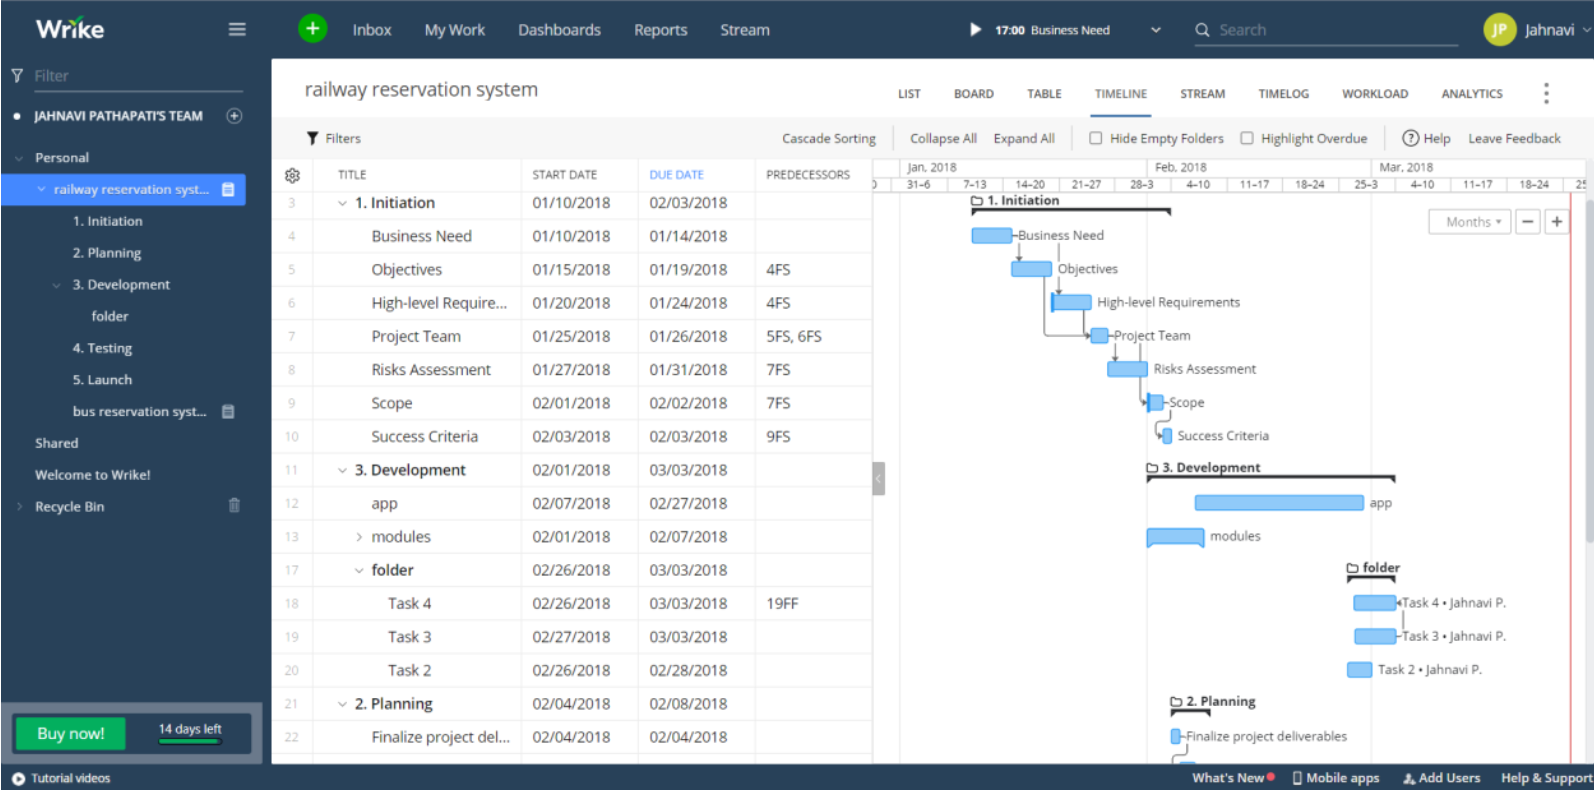 Wrike
Inbox My Work Dashboards Reports Stream
17:00 Business Need
Search
JP Jahnavi
Filter
JAHNAVI PATHAPATI'S TEAM
Personal
railway reservation syst...
1. Initiation
2. Planning
3. Development
folder
4. Testing
5. Launch
bus reservation syst...
Shared
Welcome to Wrike!
Recycle Bin
Buy now! 14 days left
Tutorial videos
railway reservation system
LIST BOARD TABLE TIMELINE STREAM TIMELOG WORKLOAD ANALYTICS
Filters Cascade Sorting Collapse All Expand All Hide Empty Folders Highlight Overdue ? Help Leave Feedback
TITLE START DATE DUE DATE PREDECESSORS
3 1. Initiation 01/10/2018 02/03/2018
4 Business Need 01/10/2018 01/14/2018
5 Objectives 01/15/2018 01/19/2018 4FS
6 High-level Require... 01/20/2018 01/24/2018 4FS
7 Project Team 01/25/2018 01/26/2018 5FS, 6FS
8 Risks Assessment 01/27/2018 01/31/2018 7FS
9 Scope 02/01/2018 02/02/2018 7FS
10 Success Criteria 02/03/2018 02/03/2018 9FS
11 3. Development 02/01/2018 03/03/2018
12 app 02/07/2018 02/27/2018
13 modules 02/01/2018 02/07/2018
17 folder 02/26/2018 03/03/2018
18 Task 4 02/26/2018 03/03/2018 19FF
19 Task 3 02/27/2018 03/03/2018
20 Task 2 02/26/2018 02/28/2018
21 2. Planning 02/04/2018 02/08/2018
22 Finalize project del... 02/04/2018 02/04/2018
Jan, 2018 Feb, 2018 Mar, 2018
31–6 7–13 14–20 21–27 28–3 4–10 11–17 18–24 25–3 4–10 11–17 18–24
Months
1. Initiation
Business Need
Objectives
High-level Requirements
Project Team
Risks Assessment
Scope
Success Criteria
3. Development
app
modules
folder
Task 4 • Jahnavi P.
Task 3 • Jahnavi P.
Task 2 • Jahnavi P.
2. Planning
Finalize project deliverables
What's New Mobile apps Add Users Help & Support